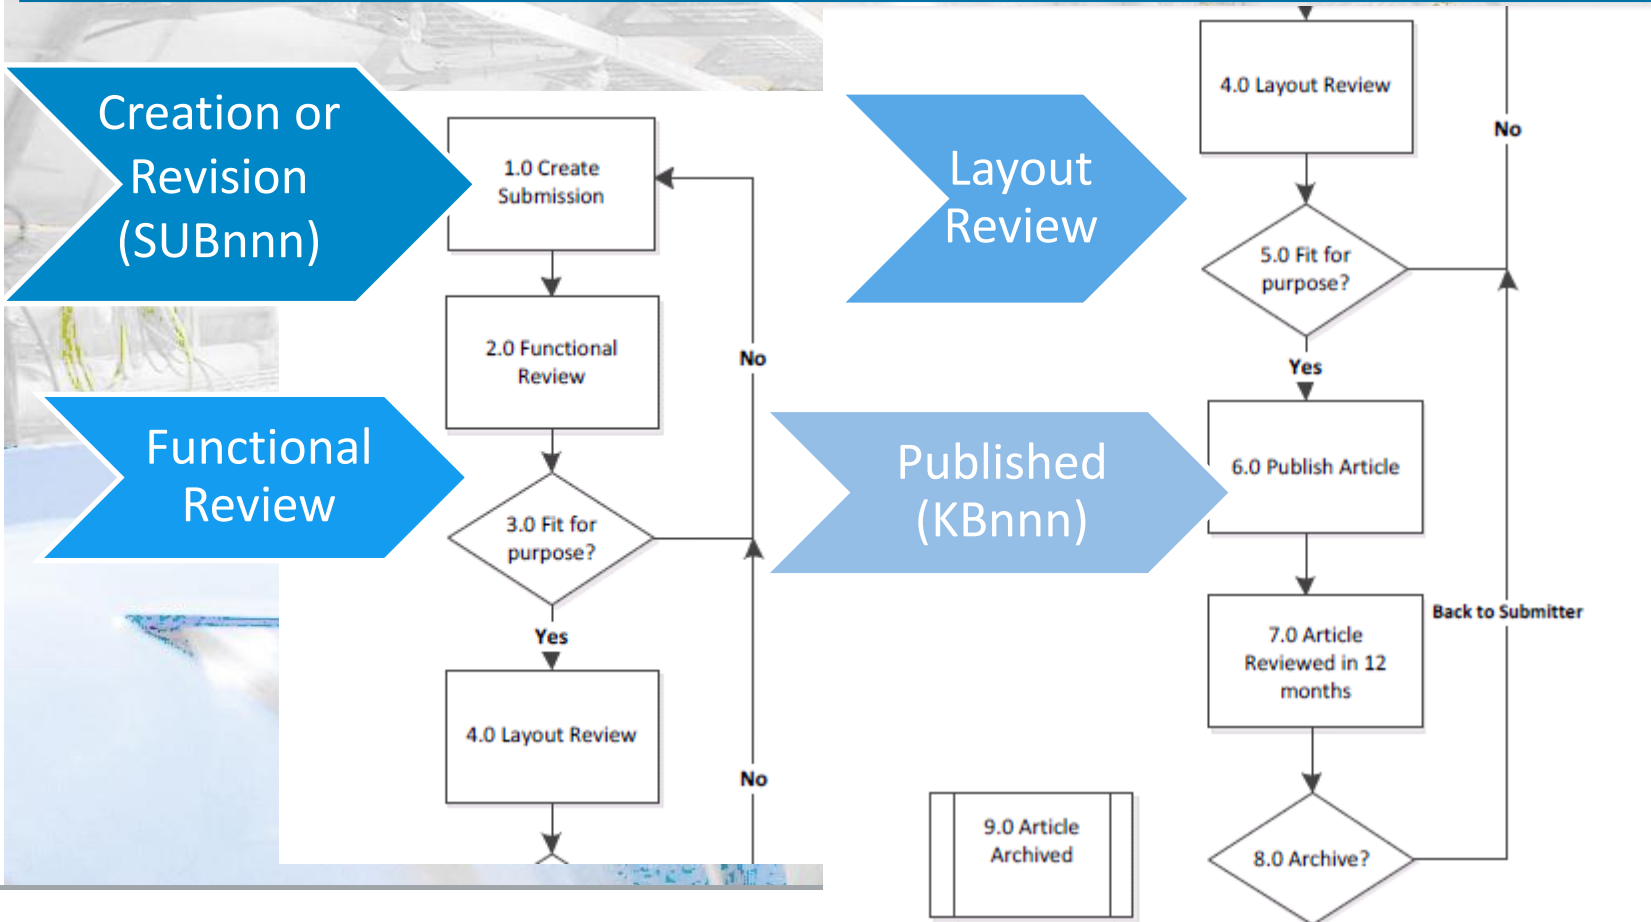 Creation or
Revision
(SUBnnn)
1.0 Create
Submission
2.0 Functional
Review
No
Functional
Review
3.0 Fit for
purpose?
Yes
4.0 Layout Review
No
Layout
Review
4.0 Layout Review
No
5.0 Fit for
purpose?
Yes
Published
(KBnnn)
6.0 Publish Article
Back to Submitter
7.0 Article
Reviewed in 12
months
9.0 Article
Archived
8.0 Archive?